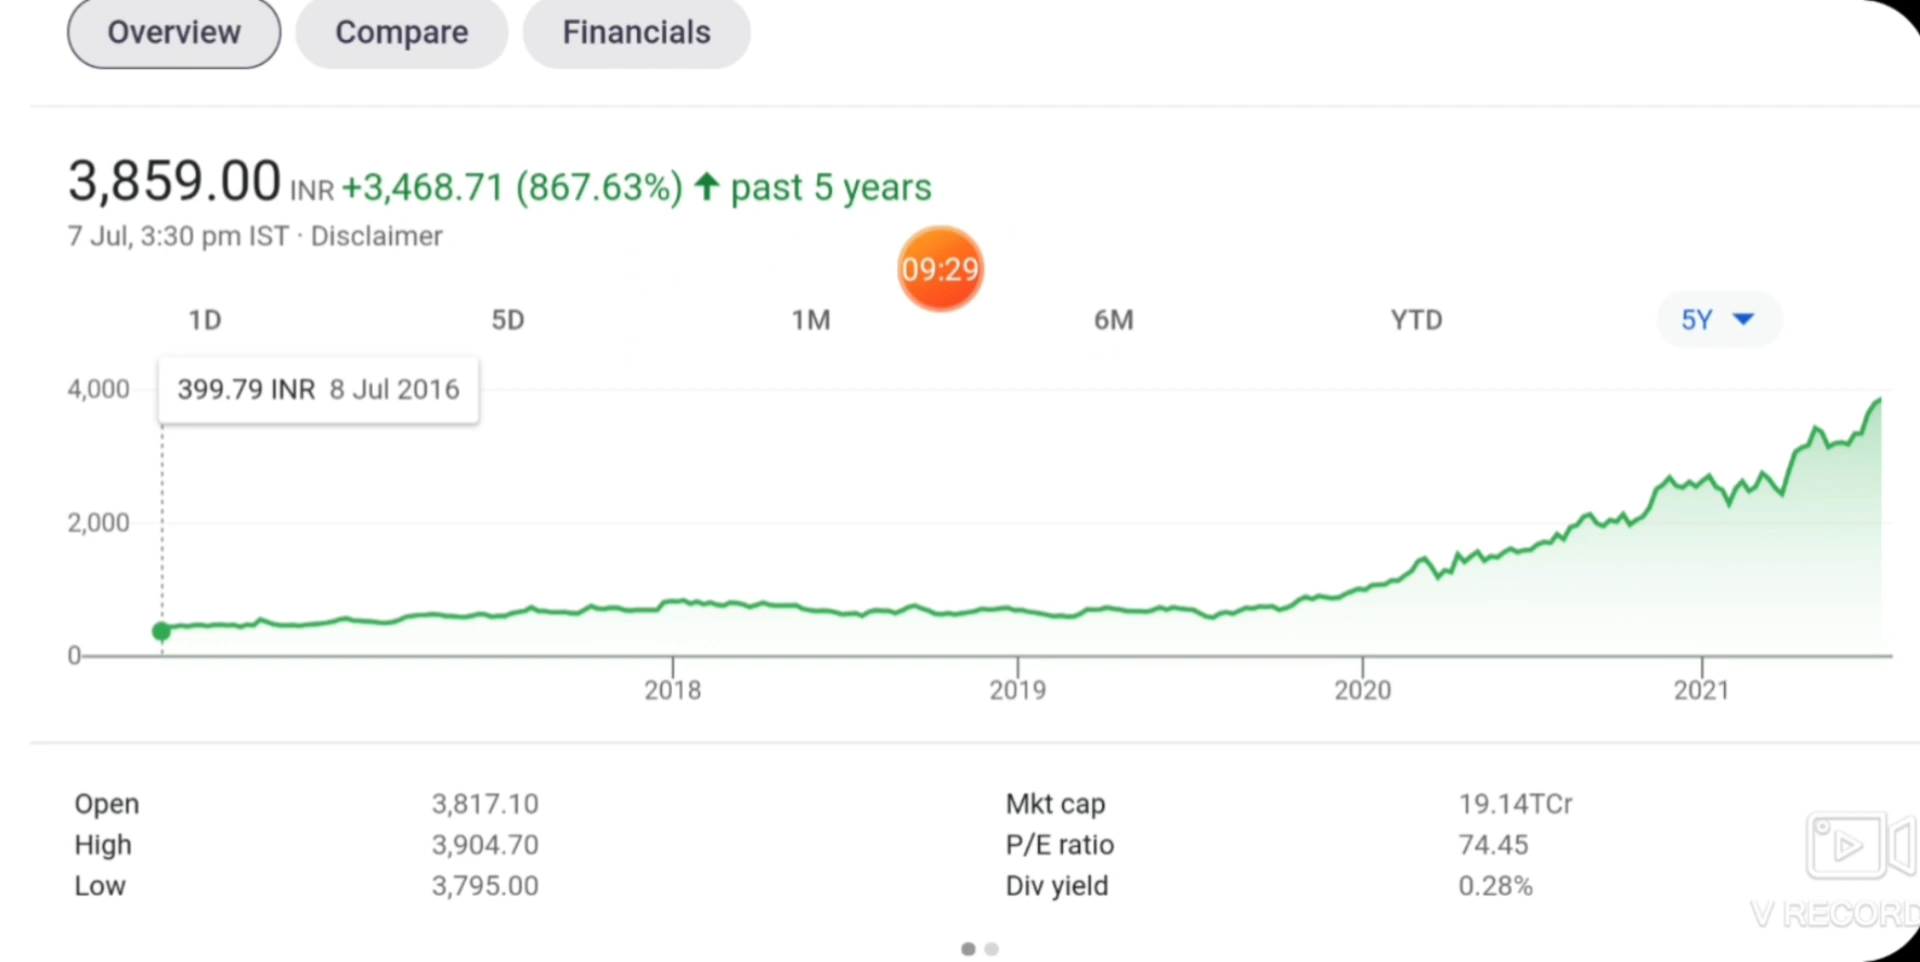 Overview Compare Financials
3,859.00 INR +3,468.71 (867.63%) ↑ past 5 years
7 Jul, 3:30 pm IST · Disclaimer
09:29
1D 5D 1M 6M YTD 5Y
399.79 INR 8 Jul 2016
4,000
2,000
0
2018 2019 2020 2021
Open 3,817.10 Mkt cap 19.14TCr
High 3,904.70 P/E ratio 74.45
Low 3,795.00 Div yield 0.28%
V RECORD